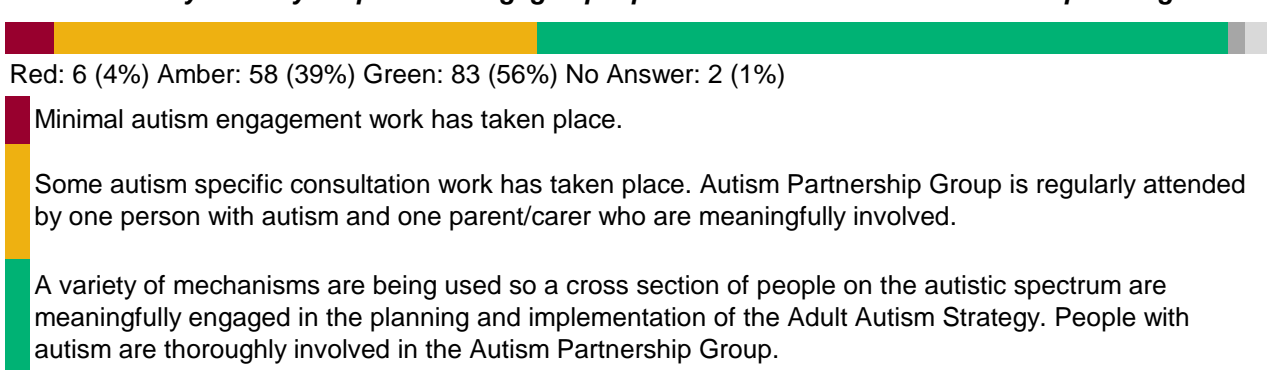 Red: 6 (4%) Amber: 58 (39%) Green: 83 (56%) No Answer: 2 (1%)
Minimal autism engagement work has taken place.
Some autism specific consultation work has taken place. Autism Partnership Group is regularly attended
by one person with autism and one parent/carer who are meaningfully involved.
A variety of mechanisms are being used so a cross section of people on the autistic spectrum are
meaningfully engaged in the planning and implementation of the Adult Autism Strategy. People with
autism are thoroughly involved in the Autism Partnership Group.